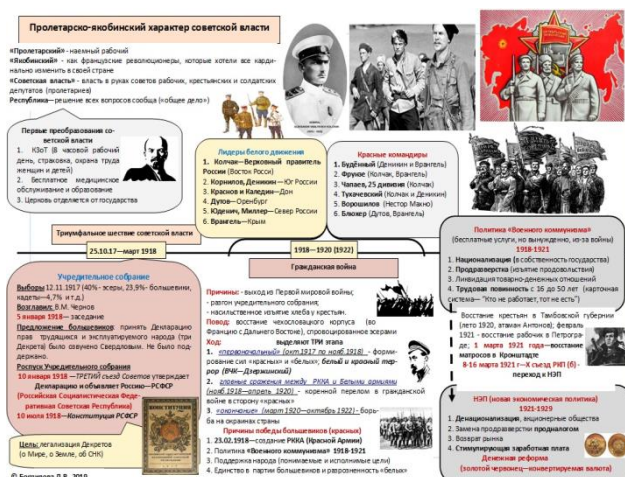 Пролетарско-якобинский характер советской власти
«Пролетарский» - наемный рабочий
«Якобинский» - как французские революционеры, которые хотели все карди-
нально изменить в своей стране
«Советская власть» - власть в руках советов рабочих, крестьянских и солдатских
депутатов (пролетариев)
Республика—решение всех вопросов сообща («общее дело»)
Первые преобразования со-
ветской власти
1. КЗоТ (8 часовой рабочий
день, страховка, охрана труда
женщин и детей)
2. Бесплатное медицинское
обслуживание и образование
3. Церковь отделяется от государства
Лидеры белого движения
1. Колчак—Верховный правитель
России (Восток Росси)
2. Корнилов, Деникин—Юг России
3. Краснов и Каледин—Дон
4. Дутов—Оренбург
5. Юденич, Миллер—Север России
6. Врангель—Крым
Красные командиры
1. Будённый (Деникин и Врангель)
2. Фрунзе (Колчак, Врангель)
3. Чапаев, 25 дивизия (Колчак)
4. Тухачевский (Колчак, Деникин)
5. Ворошилов (Нестор Махно)
6. Блюхер (Дутов, Врангель)
Триумфальное шествие советской власти
25.10.17—март 1918
1918—1920 (1922)
Гражданская война
Учредительное собрание
Выборы 12.11.1917 (40%- эсеры, 23,9%- большевики,
кадеты—4,7% и т.д.)
Возглавил: В.М. Чернов
5 января 1918— заседание
Предложение большевиков: принять Декларацию
прав трудящихся и эксплуатируемого народа (три
Декрета) было озвучено Свердловым. Не было под-
держано.
Роспуск Учредительного собрания
10 января 1918 —ТРЕТИЙ съезд Советов утверждает
Декларацию и объявляет Россию—РСФСР
(Российская Социалистическая Феде-
ративная Советская Республика)
10 июля 1918—Конституция РСФСР
Цель: легализация Декретов
(о Мире, о Земле, об СНК)
Причины: - выход из Первой мировой войны;
- разгон учредительного собрания;
- насильственное изъятие хлеба у крестьян.
Повод: восстание чехословацкого корпуса (во
Францию с Дальнего Востока), спровоцированное эсерами
Ход: выделяют ТРИ этапа
1. «первоначальный» (окт.1917 по нояб.1918) - форми-
рование сил «красных» и «белых»; белый и красный тер-
рор (ВЧК—Дзержинский)
2. главные сражения между РККА и Белыми армиями
(нояб.1918—апрель 1920) - коренной перелом в гражданской
войне в сторону «красных»
3. «окончание» (март.1920—октябрь.1922) - борь-
ба на окраинах страны
Причины победы большевиков (красных)
1. 23.02.1918—создание РККА (Красной Армии)
2. Политика «Военного коммунизма» 1918-1921
3. Поддержка народа (понимаемые и исполнимые цели)
4. Единство в партии большевиков и разрозненность «белых»
Политика «Военного коммунизма»
(бесплатные услуги, но вынужденно, из-за войны)
1918-1921
1. Национализация (в собственность государства)
2. Продразверстка (изъятие продовольствия)
3. Ликвидация товарно-денежных отношений
4. Трудовая повинность с 16 до 50 лет (карточная
система— "Кто не работает, тот не есть")
Восстание крестьян в Тамбовской губернии
(лето 1920, атаман Антонов); февраль
1921 - восстание рабочих в Петрогра-
де; 1 марта 1921 года—восстание
матросов в Кронштадте
8-16 марта 1921 г—X съезд РКП (б) -
переход к НЭП
НЭП (новая экономическая политика)
1921-1929
1. Денационализация, акционерные общества
2. Замена продразверстки продналогом
3. Возврат рынка
4. Стимулирующая заработная плата
Денежная реформа
(золотой червонец—конвертируемая валюта)